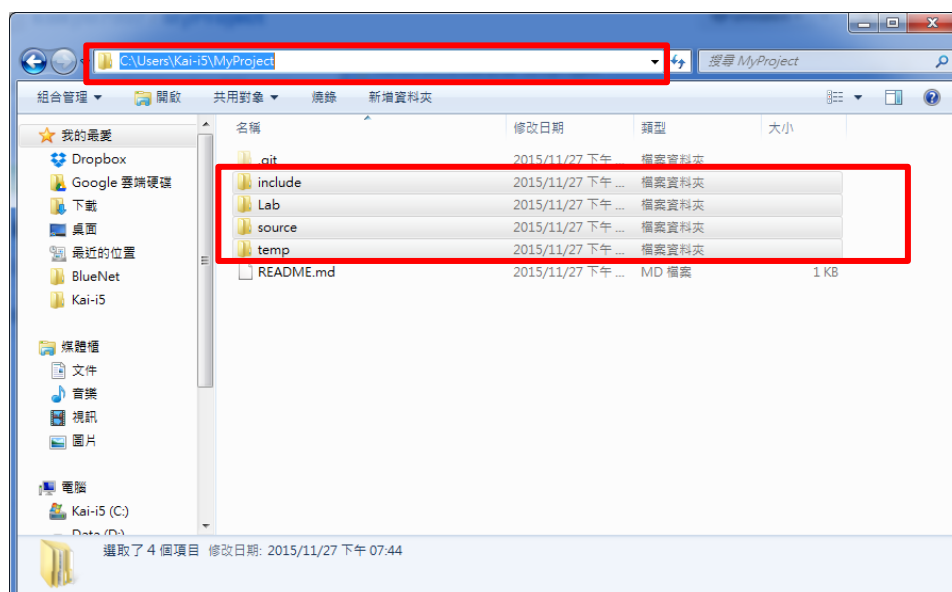 C:\Users\Kai-i5\MyProject
搜尋 MyProject
組合管理 開啟 共用對象 燒錄 新增資料夾
名稱 修改日期 類型 大小
.git 2015/11/27 下午 ... 檔案資料夾
include 2015/11/27 下午 ... 檔案資料夾
Lab 2015/11/27 下午 ... 檔案資料夾
source 2015/11/27 下午 ... 檔案資料夾
temp 2015/11/27 下午 ... 檔案資料夾
README.md 2015/11/27 下午 ... MD 檔案 1 KB
我的最愛
Dropbox
Google 雲端硬碟
下載
桌面
最近的位置
BlueNet
Kai-i5
媒體櫃
文件
音樂
視訊
圖片
電腦
Kai-i5 (C:)
Data (D:)
選取了 4 個項目 修改日期: 2015/11/27 下午 07:44